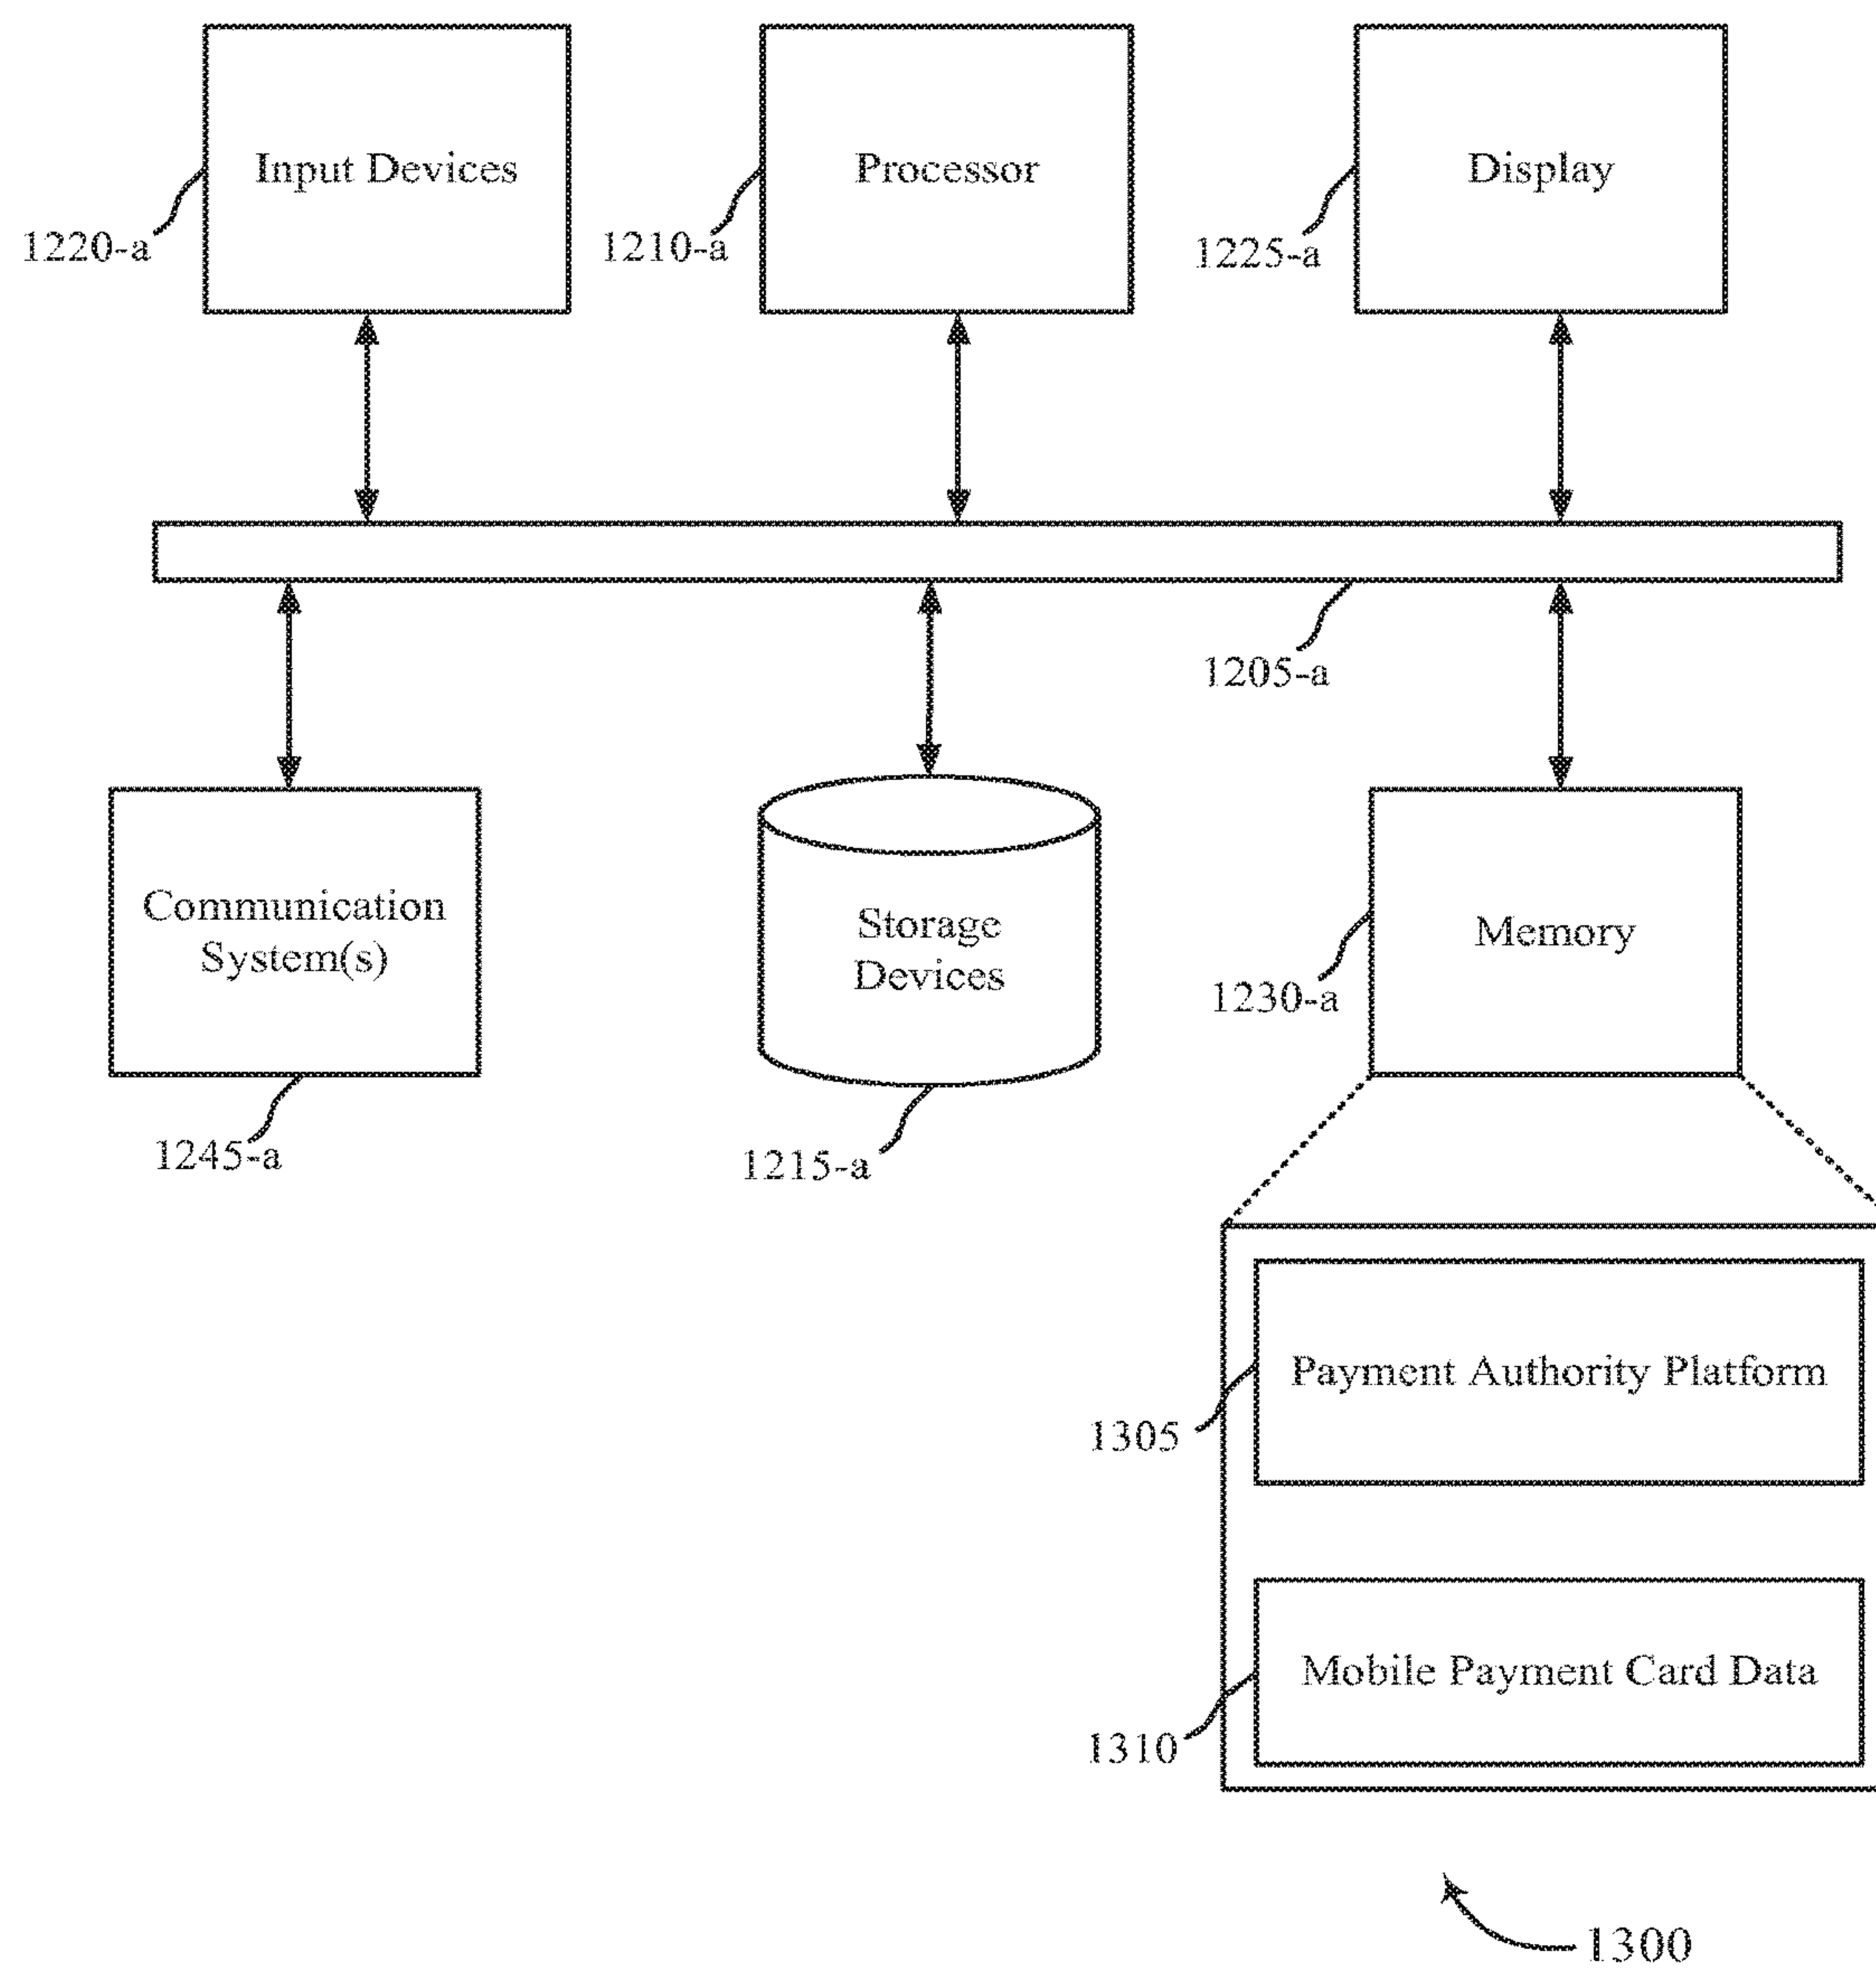 Input Devices
Processor
Display
1220-a
1210-a
1225-a
1205-a
Communication
System(s)
Storage
Devices
Memory
1230-a
1245-a
1215-a
Payment Authority Platform
1305
Mobile Payment Card Data
1310
1300